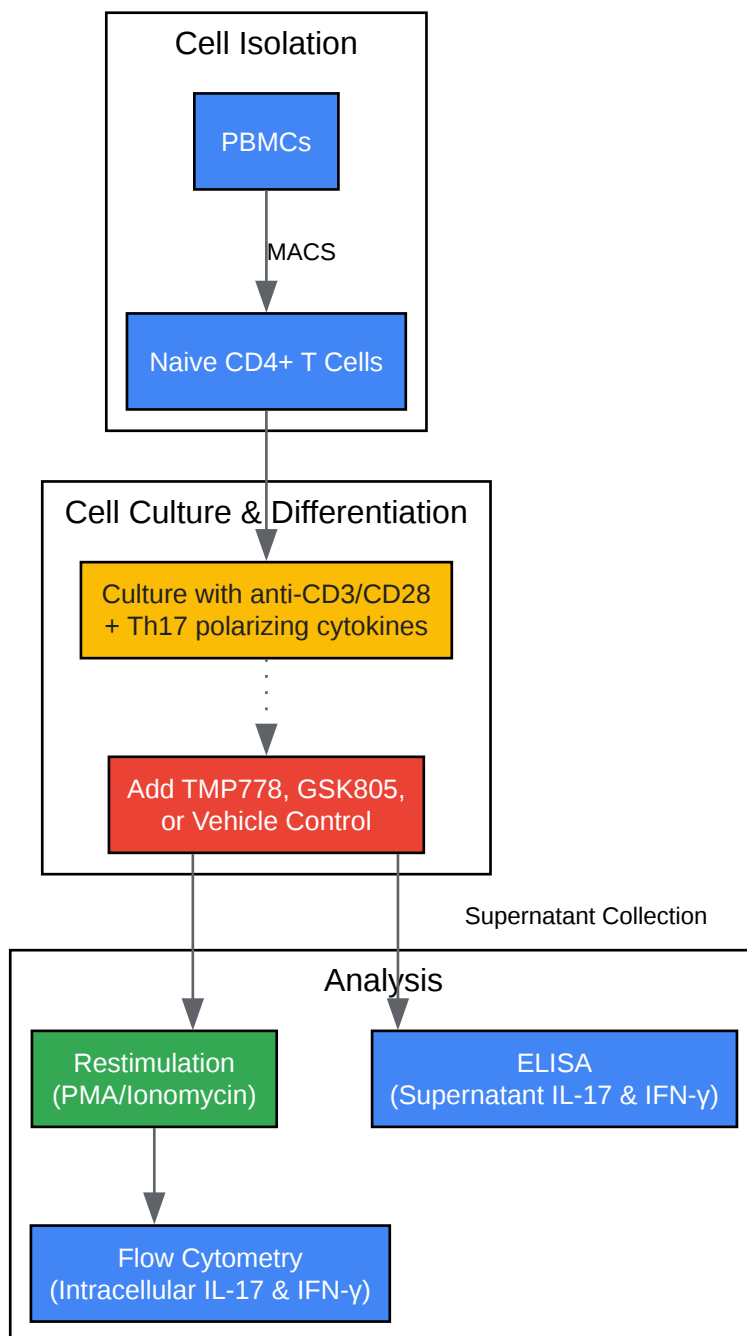 Cell Isolation
PBMCs
MACS
Naive CD4+ T Cells
Cell Culture & Differentiation
Culture with anti-CD3/CD28
+ Th17 polarizing cytokines
Add TMP778, GSK805,
or Vehicle Control
Supernatant Collection
Analysis
Restimulation
(PMA/Ionomycin)
ELISA
(Supernatant IL-17 & IFN-γ)
Flow Cytometry
(Intracellular IL-17 & IFN-γ)